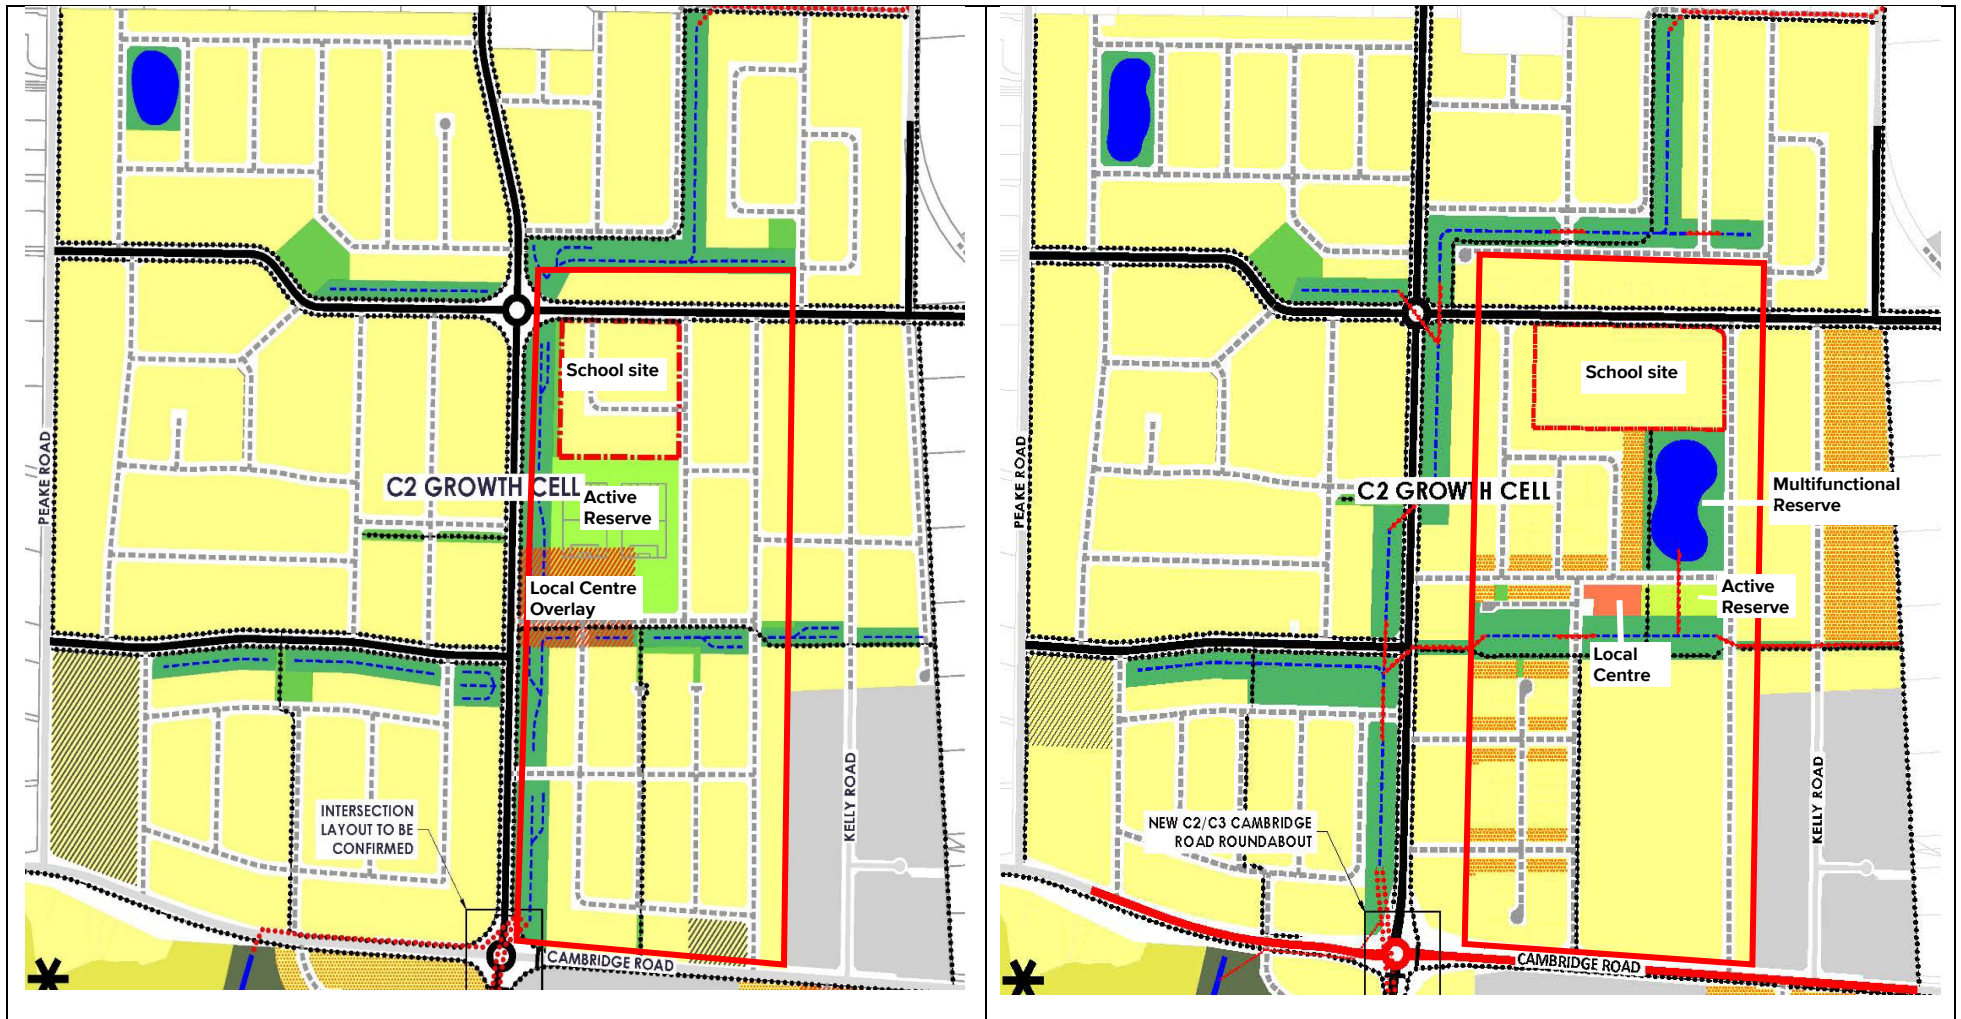 School site
C2 GROWTH CELL
Active
Reserve
Local Centre
Overlay
PEAKE ROAD
INTERSECTION
LAYOUT TO BE
CONFIRMED
KELLY ROAD
CAMBRIDGE ROAD
School site
Multifunctional
Reserve
C2 GROWTH CELL
Active
Reserve
Local
Centre
PEAKE ROAD
NEW C2/C3 CAMBRIDGE
ROAD ROUNDABOUT
KELLY ROAD
CAMBRIDGE ROAD